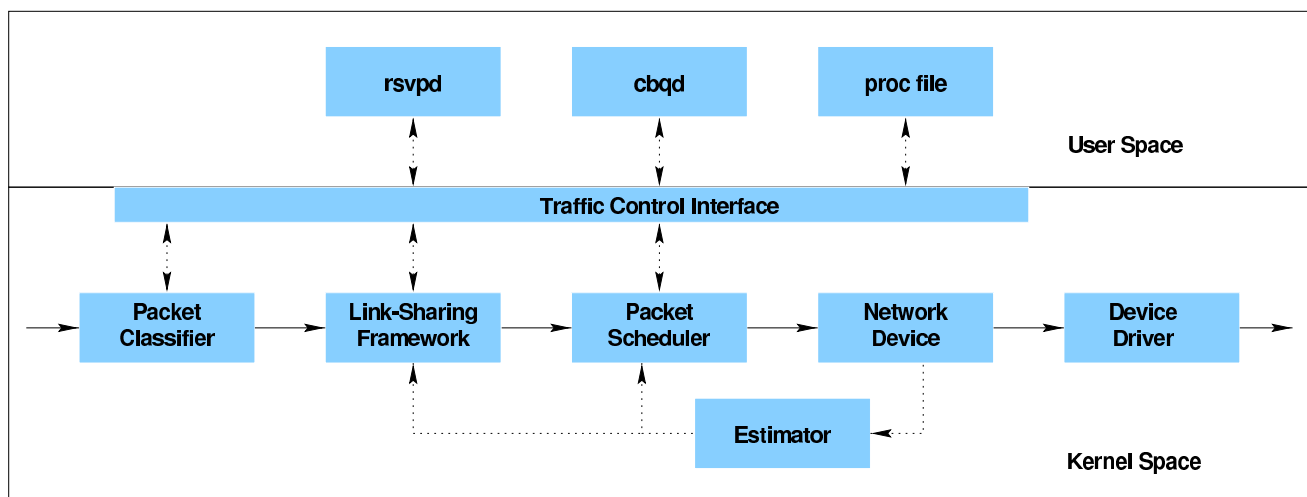 rsvpd
cbqd
proc file
User Space
Traffic Control Interface
Packet
Classifier
Link-Sharing
Framework
Packet
Scheduler
Network
Device
Device
Driver
Estimator
Kernel Space